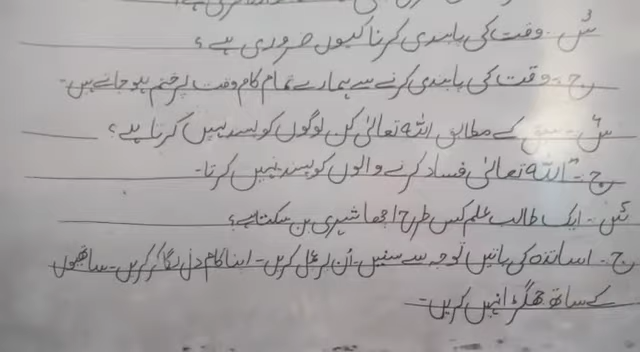 س۳۔ وقت کی پابندی کرنا کیوں ضروری ہے؟
ج۔ وقت کی پابندی کرنے سے ہمارے تمام کام وقت پر ختم ہو جاتے ہیں۔
س۴۔ سبق کے مطابق اللہ تعالیٰ کن لوگوں کو پسند نہیں کرتا ہے؟
ج۔ "اللہ تعالیٰ فساد کرنے والوں کو پسند نہیں کرتا۔
س۔ ایک طالب علم کس طرح اچھا شہری بن سکتا ہے؟
ج۔ اساتذہ کی باتیں توجہ سے سنیں۔ اُن پر عمل کریں۔ اپنا کام دل لگا کر کریں۔ ساتھیوں
کے ساتھ جھگڑا نہیں کریں۔